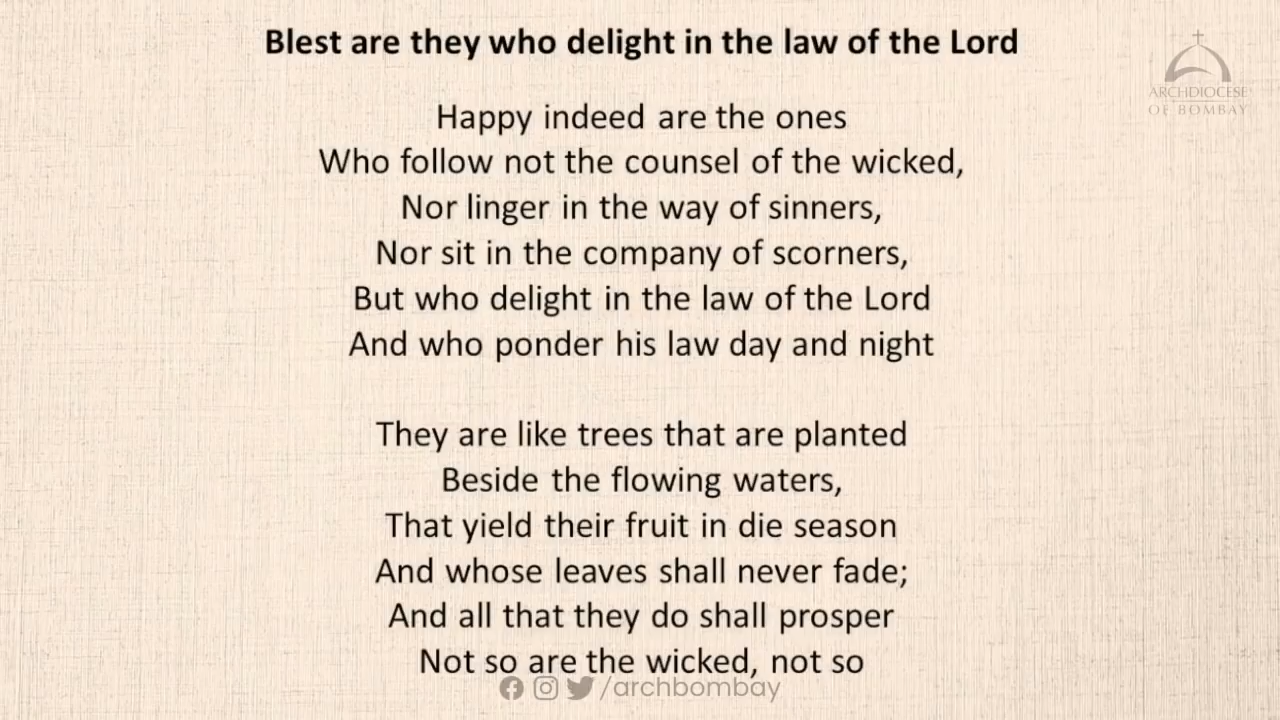 Blest are they who delight in the law of the Lord
ARCHDIOCESE
OF BOMBAY
Happy indeed are the ones
Who follow not the counsel of the wicked,
Nor linger in the way of sinners,
Nor sit in the company of scorners,
But who delight in the law of the Lord
And who ponder his law day and night
They are like trees that are planted
Beside the flowing waters,
That yield their fruit in die season
And whose leaves shall never fade;
And all that they do shall prosper
Not so are the wicked, not so
/archbombay